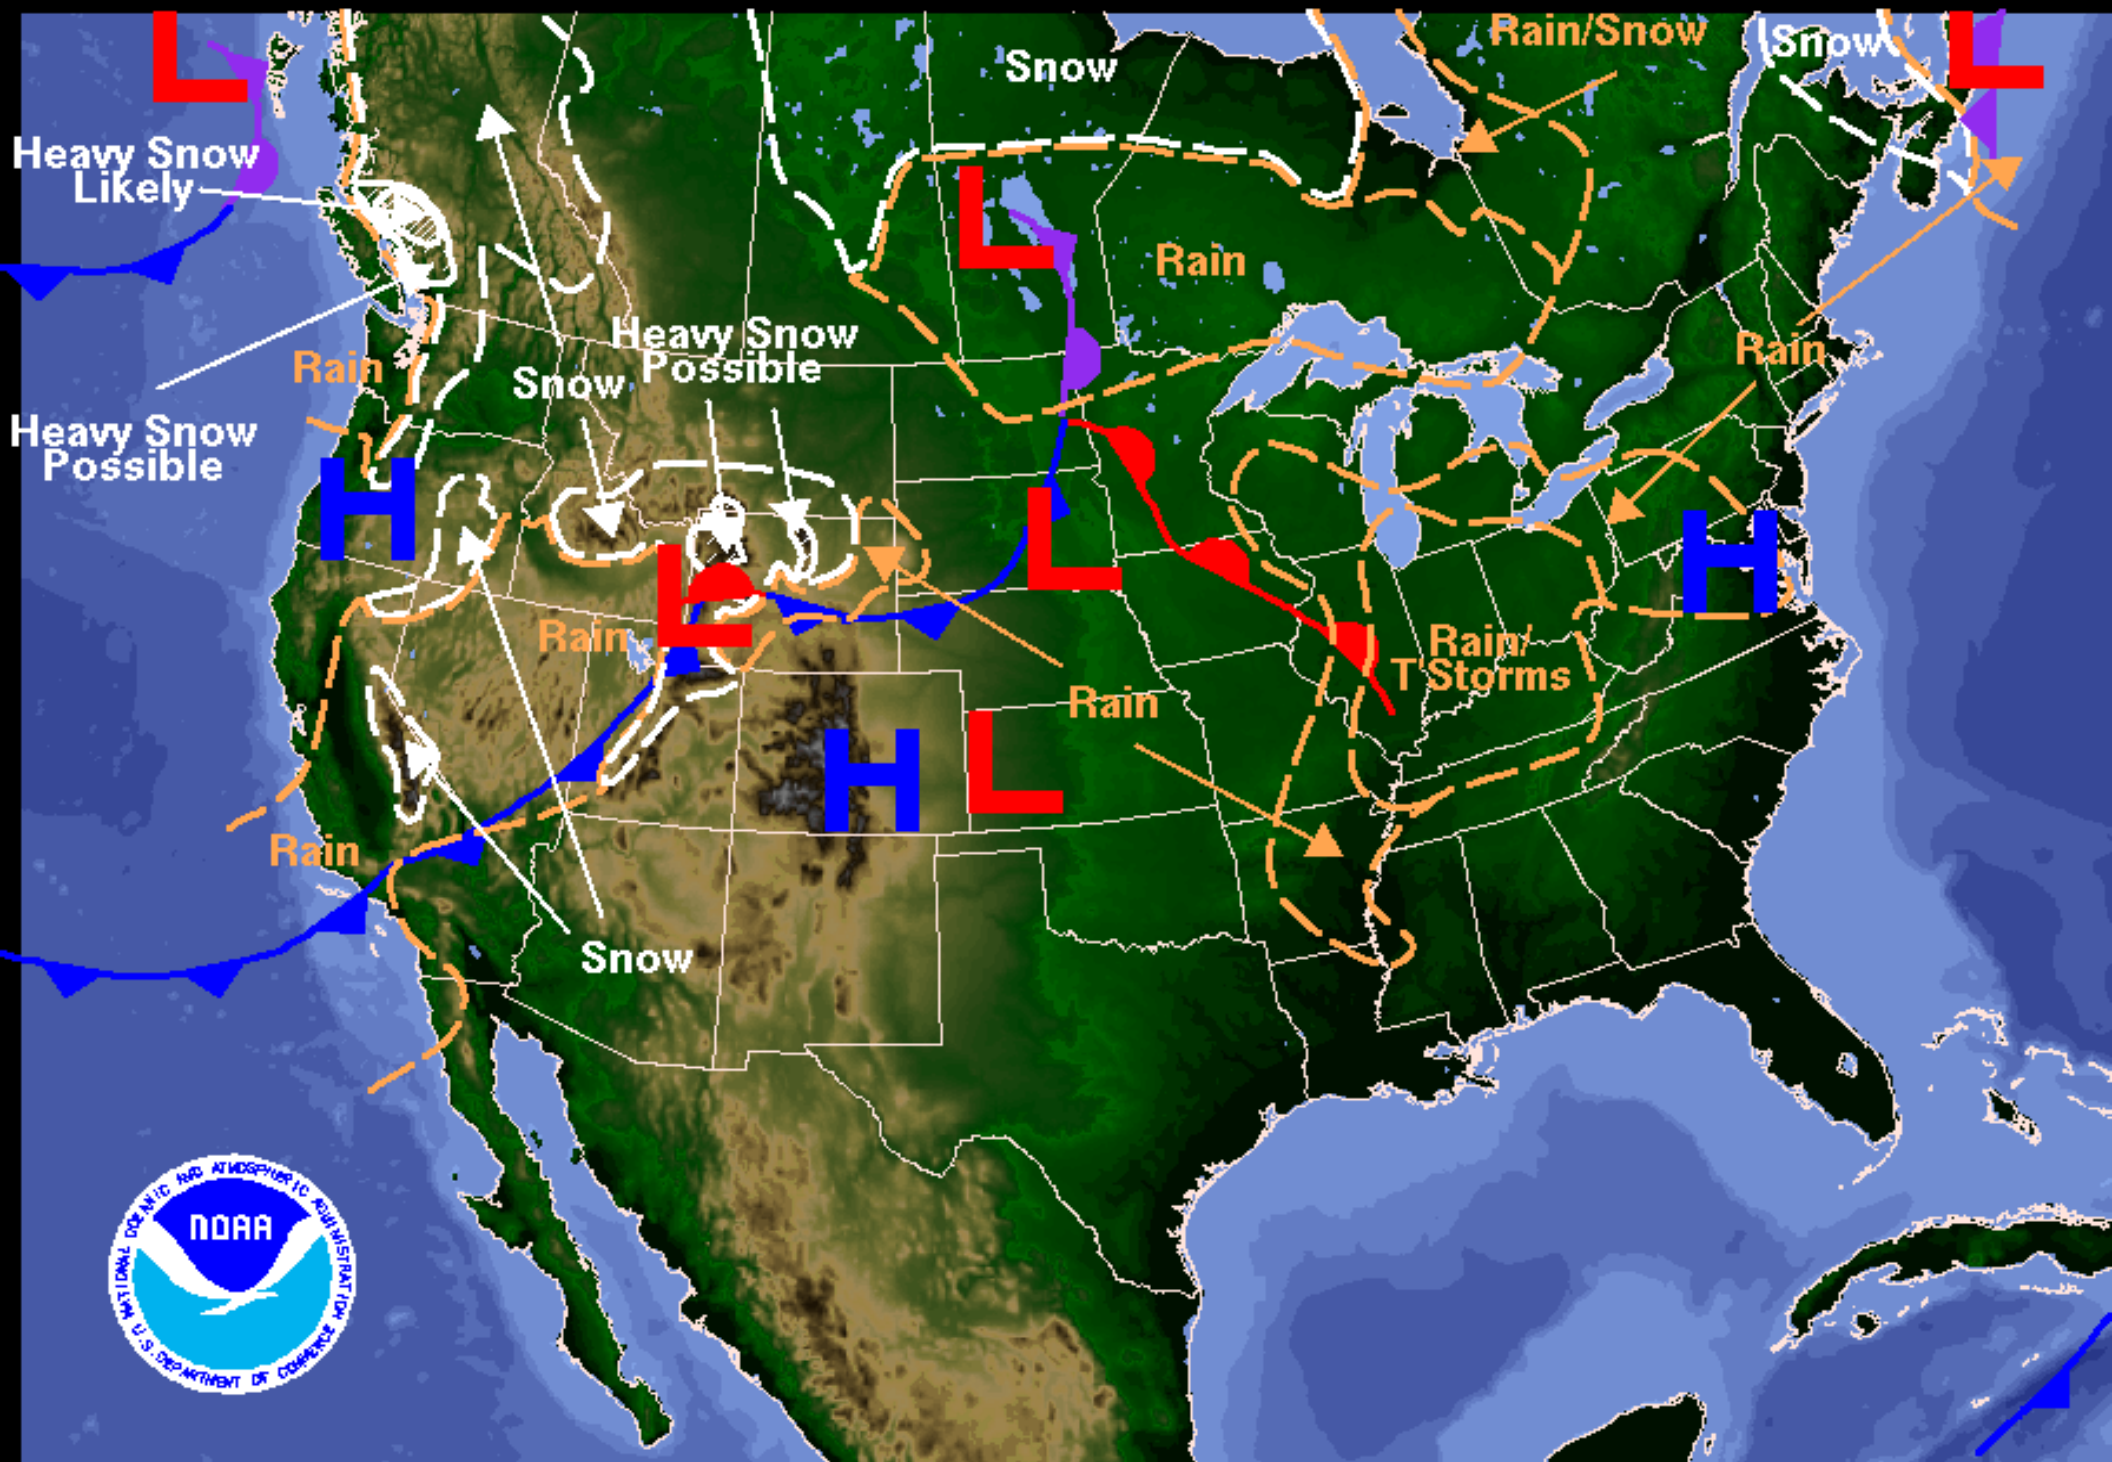 L
Rain/Snow
Snow
L
Snow
Heavy Snow
Likely
L
Rain
Heavy Snow
Possible
Rain
Snow
Rain
Heavy Snow
Possible
H
L
H
L
Rain
Rain/
T'Storms
Rain
H
L
Rain
Snow
NATIONAL OCEANIC AND ATMOSPHERIC ADMINISTRATION
NOAA
U.S. DEPARTMENT OF COMMERCE